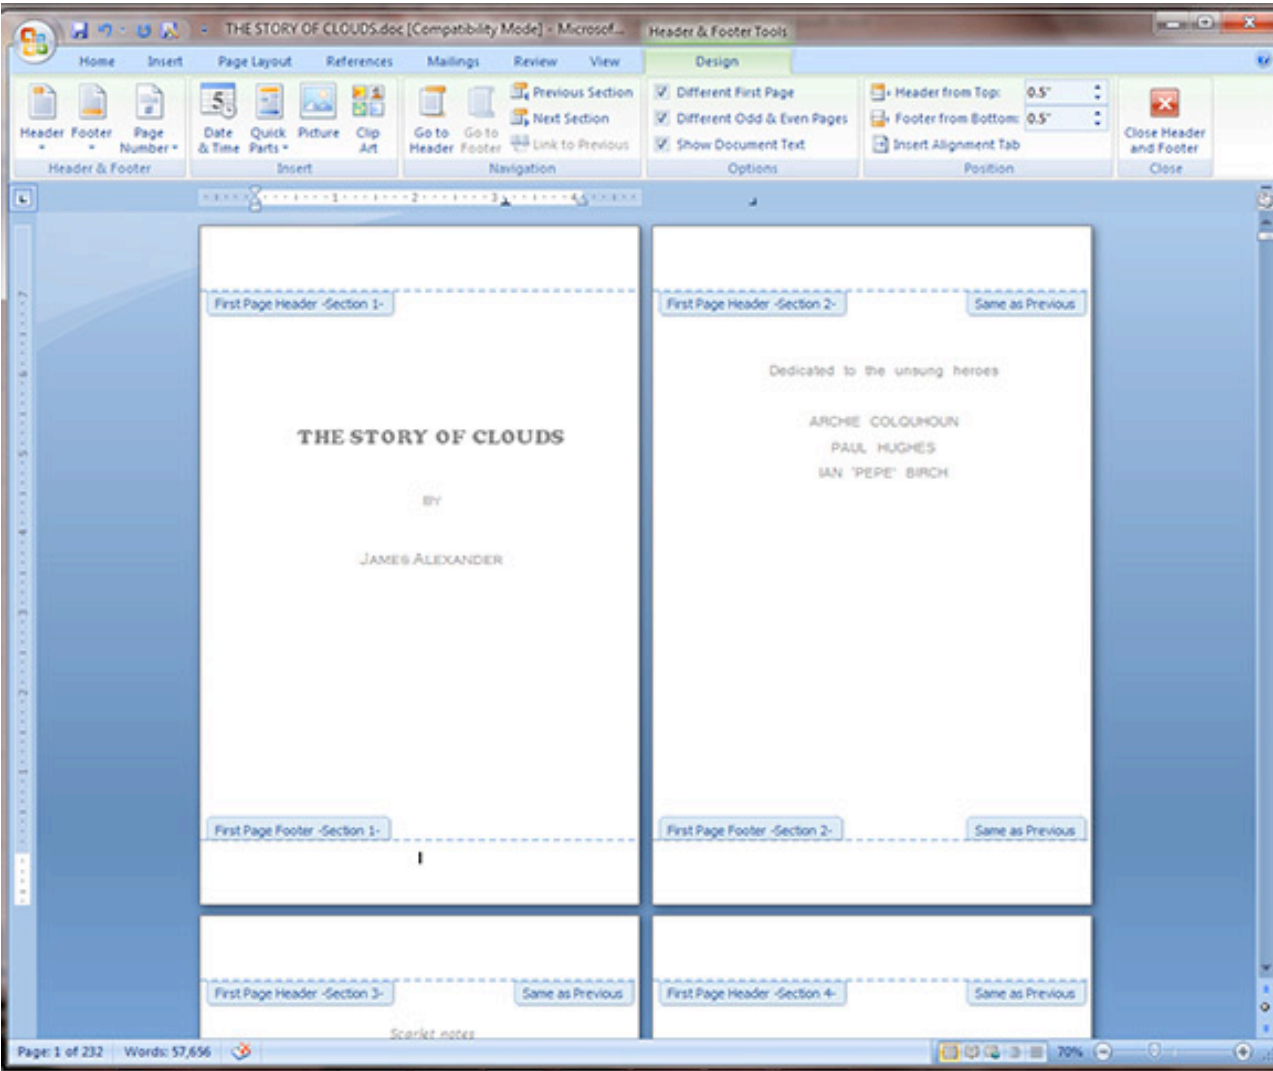 THE STORY OF CLOUDS.doc [Compatibility Mode] - Microsof...
Header & Footer Tools
Home Insert Page Layout References Mailings Review View Design
Header Footer Page Number
Date & Time Quick Parts Picture Clip Art
Go to Header Go to Footer
Previous Section
Next Section
Link to Previous
Different First Page
Different Odd & Even Pages
Show Document Text
Header from Top: 0.5"
Footer from Bottom: 0.5"
Insert Alignment Tab
Close Header and Footer
Header & Footer Insert Navigation Options Position Close
1 2 3 4
First Page Header -Section 1-
THE STORY OF CLOUDS
BY
JAMES ALEXANDER
First Page Footer -Section 1-
First Page Header -Section 2- Same as Previous
Dedicated to the unsung heroes
ARCHIE COLQUHOUN
PAUL HUGHES
IAN "PEPE" BIRCH
First Page Footer -Section 2- Same as Previous
First Page Header -Section 3- Same as Previous
Scarlet notes
First Page Header -Section 4- Same as Previous
Page: 1 of 232 Words: 57,656 70%